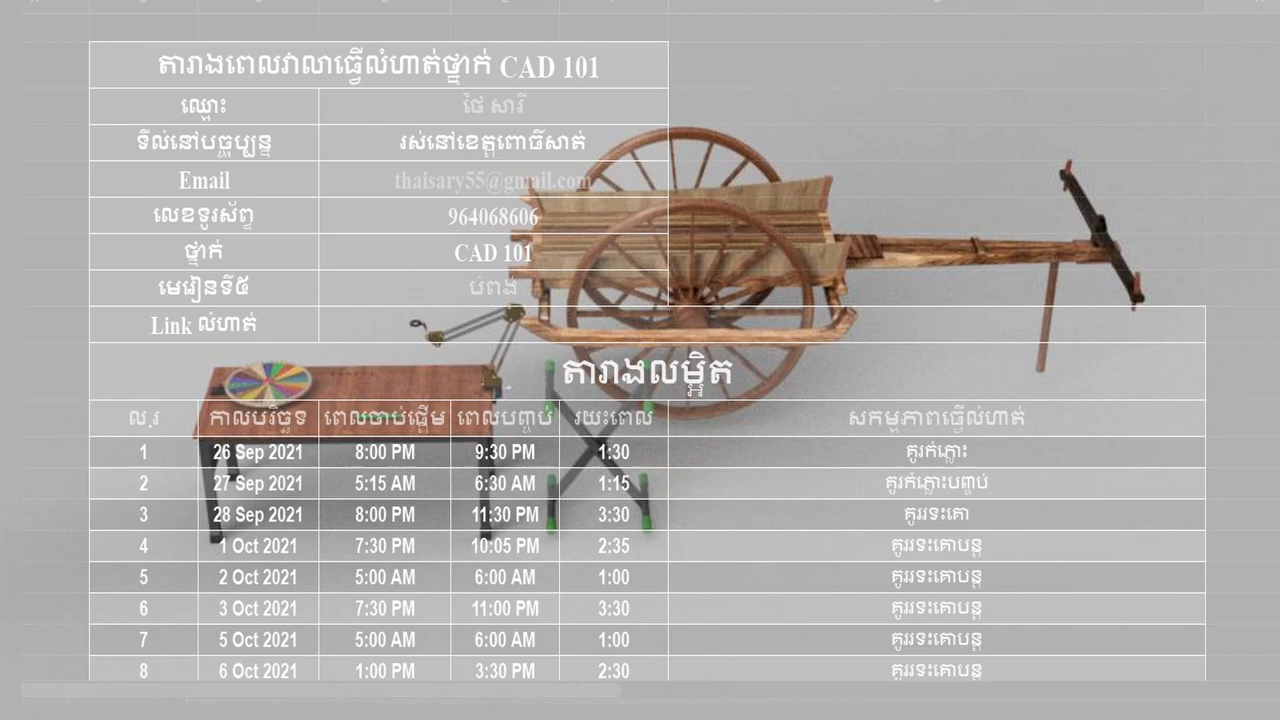 តារាងពេលវាលាធ្វើលំហាត់ថ្នាក់ CAD 101
ឈ្មោះ ថៃ សារី
ទីលំនៅបច្ចុប្បន្ន រស់នៅខេត្តពោធិ៍សាត់
Email thaisary55@gmail.com
លេខទូរស័ព្ទ 964068606
ថ្នាក់ CAD 101
មេរៀនទី៥ បំពង់
Link លំហាត់
តារាងលម្អិត
ល.រ កាលបរិច្ឆទ ពេលចាប់ផ្តើម ពេលបញ្ចប់ រយះពេល សកម្មភាពធ្វើលំហាត់
1 26 Sep 2021 8:00 PM 9:30 PM 1:30 គូរកំភ្លោះ
2 27 Sep 2021 5:15 AM 6:30 AM 1:15 គូរកំភ្លោះបញ្ចប់
3 28 Sep 2021 8:00 PM 11:30 PM 3:30 គូររទះគោ
4 1 Oct 2021 7:30 PM 10:05 PM 2:35 គូររទះគោបន្ត
5 2 Oct 2021 5:00 AM 6:00 AM 1:00 គូររទះគោបន្ត
6 3 Oct 2021 7:30 PM 11:00 PM 3:30 គូររទះគោបន្ត
7 5 Oct 2021 5:00 AM 6:00 AM 1:00 គូររទះគោបន្ត
8 6 Oct 2021 1:00 PM 3:30 PM 2:30 គូររទះគោបន្ត